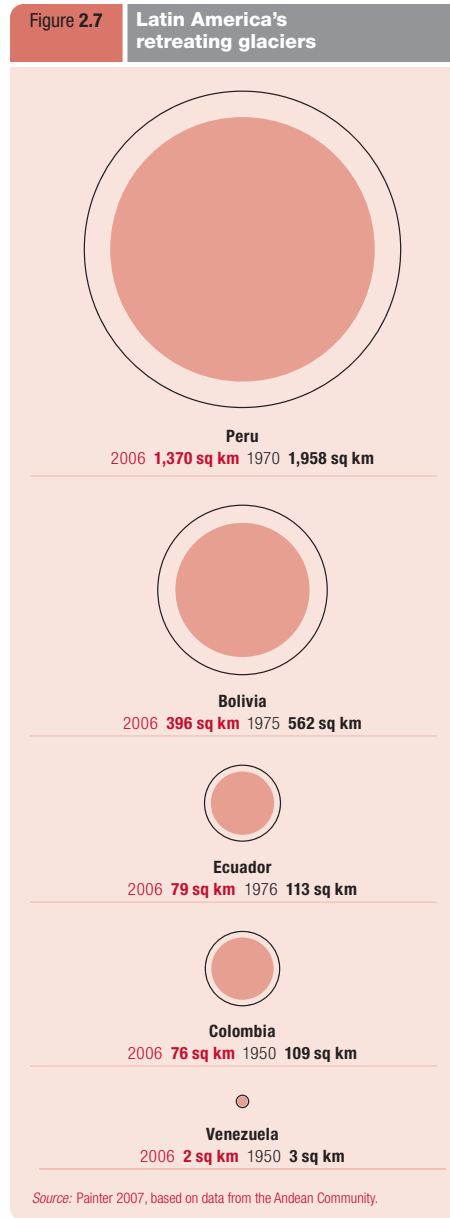 Figure 2.7
Latin America's
retreating glaciers
Peru
2006 1,370 sq km 1970 1,958 sq km
Bolivia
2006 396 sq km 1975 562 sq km
Ecuador
2006 79 sq km 1976 113 sq km
Colombia
2006 76 sq km 1950 109 sq km
Venezuela
2006 2 sq km 1950 3 sq km
Source: Painter 2007, based on data from the Andean Community.